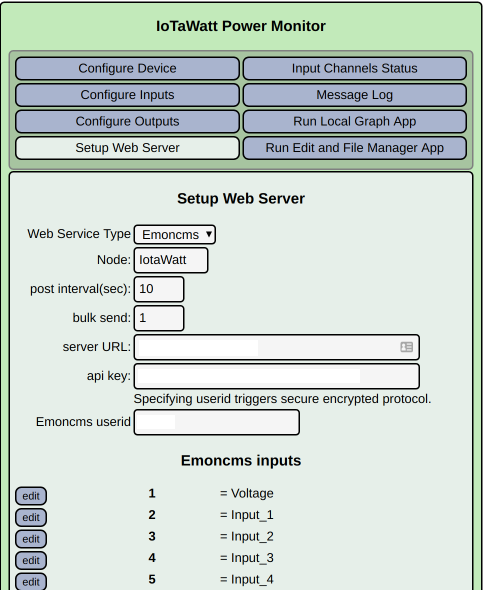 IoTaWatt Power Monitor
Configure Device Input Channels Status
Configure Inputs Message Log
Configure Outputs Run Local Graph App
Setup Web Server Run Edit and File Manager App
Setup Web Server
Web Service Type Emoncms
Node: IotaWatt
post interval(sec): 10
bulk send: 1
server URL:
api key:
Specifying userid triggers secure encrypted protocol.
Emoncms userid
Emoncms inputs
edit 1 = Voltage
edit 2 = Input_1
edit 3 = Input_2
edit 4 = Input_3
edit 5 = Input_4